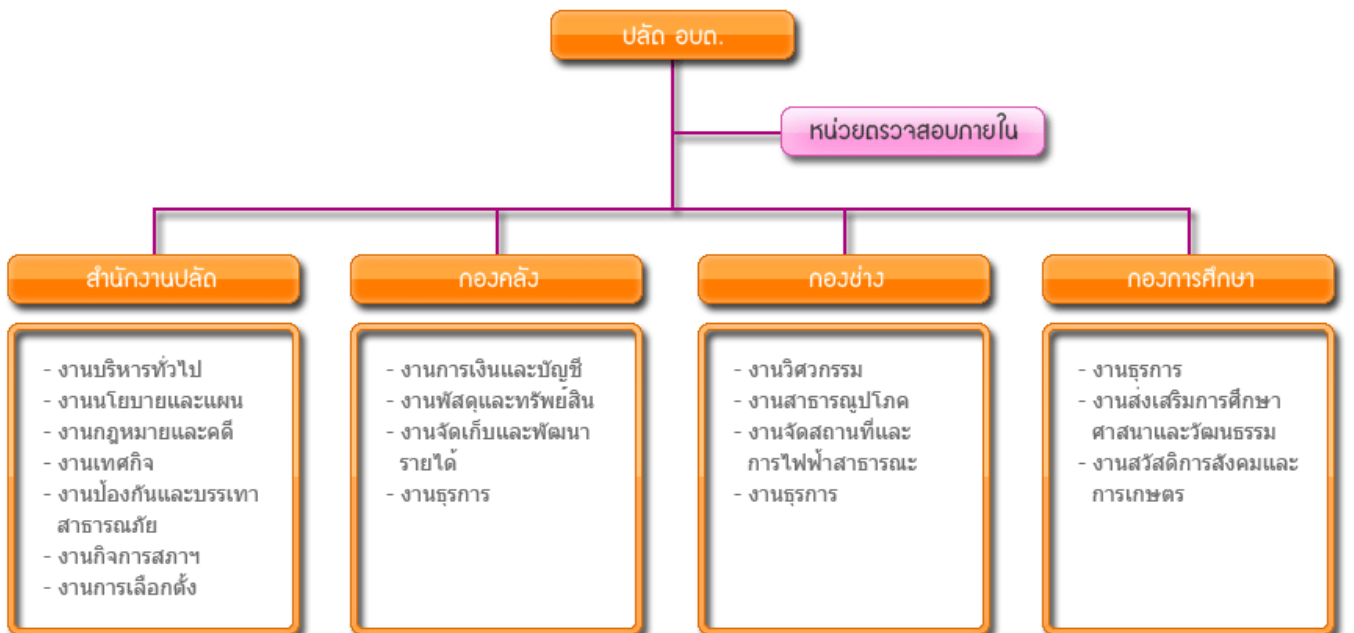 ปลัด อบต.
หน่วยตรวจสอบภายใน
สำนักงานปลัด
- งานบริหารทั่วไป
- งานนโยบายและแผน
- งานกฎหมายและคดี
- งานเทศกิจ
- งานป้องกันและบรรเทา
สาธารณภัย
- งานกิจการสภาฯ
- งานการเลือกตั้ง
กองคลัง
- งานการเงินและบัญชี
- งานพัสดุและทรัพย์สิน
- งานจัดเก็บและพัฒนา
รายได้
- งานธุรการ
กองช่าง
- งานวิศวกรรม
- งานสาธารณูปโภค
- งานจัดสถานที่และ
การไฟฟ้าสาธารณะ
- งานธุรการ
กองการศึกษา
- งานธุรการ
- งานส่งเสริมการศึกษา
ศาสนาและวัฒนธรรม
- งานสวัสดิการสังคมและ
การเกษตร